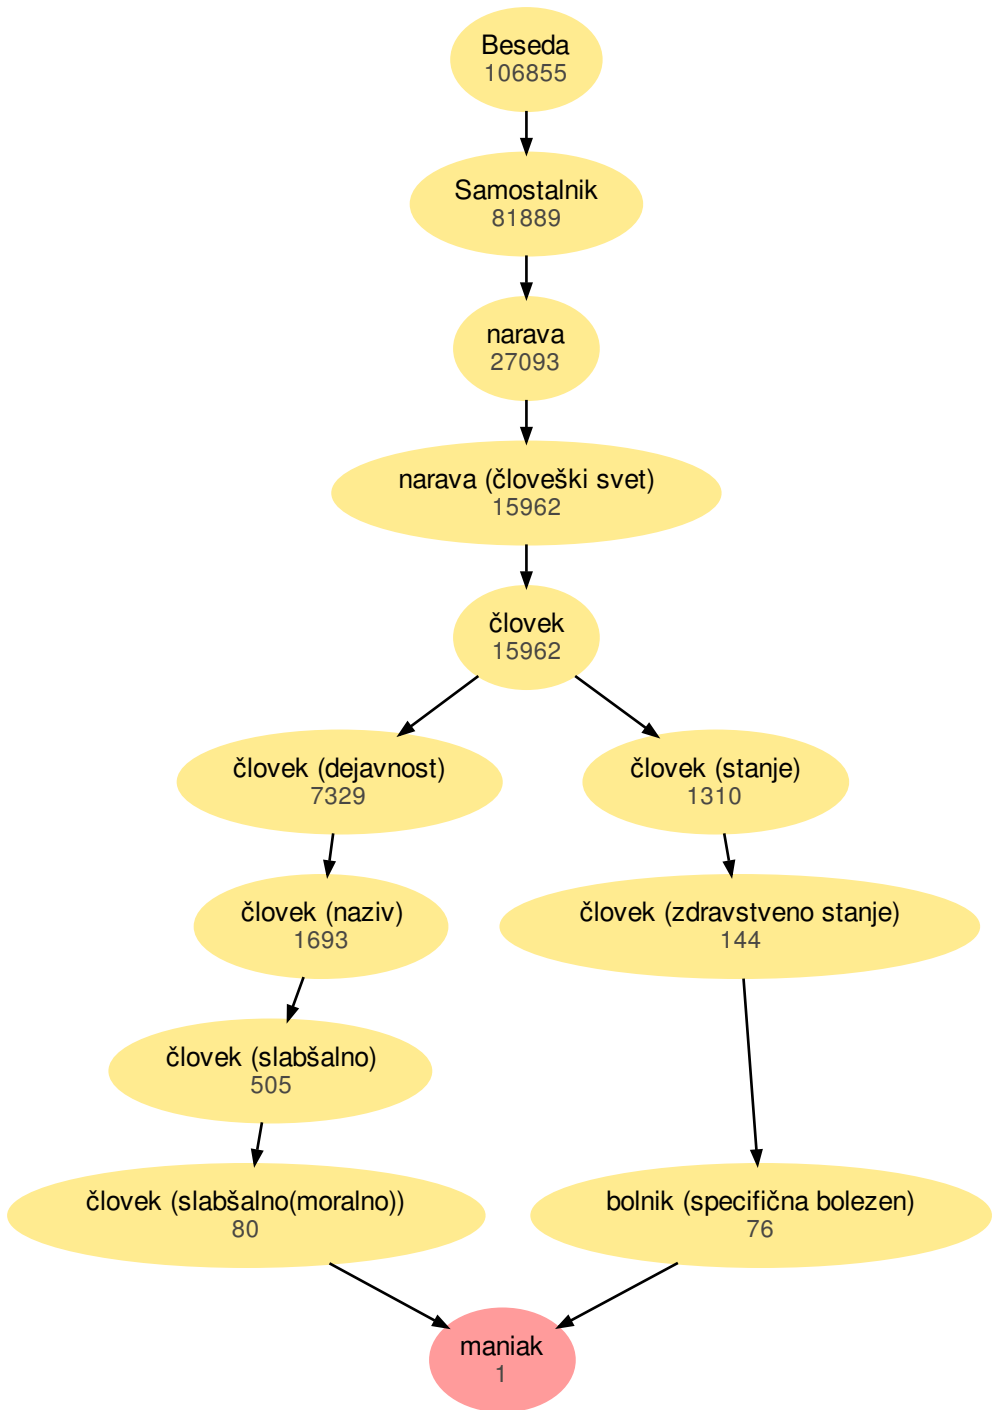 Beseda
106855
Samostalnik
81889
narava
27093
narava (človeški svet)
15962
človek
15962
človek (dejavnost)
7329
človek (stanje)
1310
človek (naziv)
1693
človek (zdravstveno stanje)
144
človek (slabšalno)
505
človek (slabšalno(moralno))
80
bolnik (specifična bolezen)
76
maniak
1